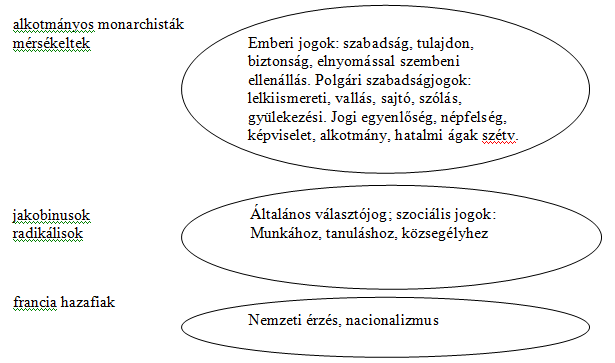 alkotmányos monarchisták
mérsékeltek
Emberi jogok: szabadság, tulajdon,
biztonság, elnyomással szembeni
ellenállás. Polgári szabadságjogok:
lelkiismereti, vallás, sajtó, szólás,
gyülekezési. Jogi egyenlőség, népfelség,
képviselet, alkotmány, hatalmi ágak szétv.
jakobinusok
radikálisok
Általános választójog; szociális jogok:
Munkához, tanuláshoz, községélyhez
francia hazafiak
Nemzeti érzés, nacionalizmus